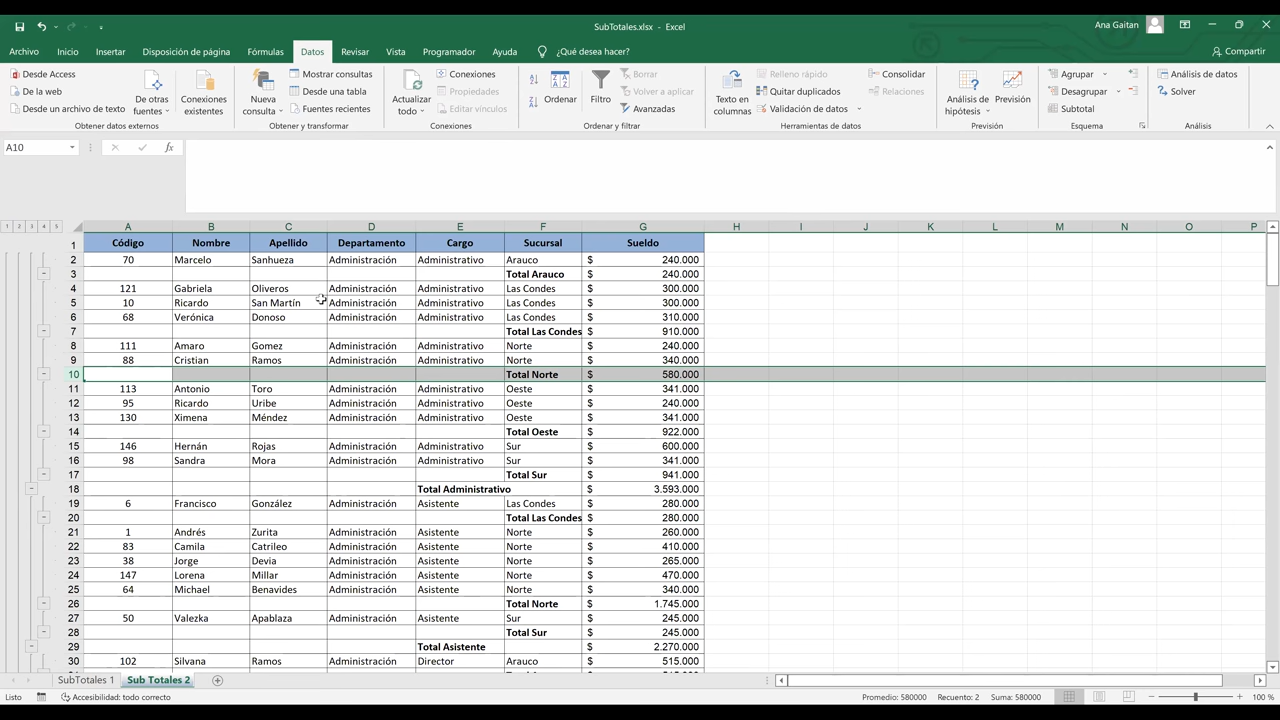 SubTotales.xlsx - Excel
Ana Gaitan
Archivo Inicio Insertar Disposición de página Fórmulas Datos Revisar Vista Programador Ayuda ¿Qué desea hacer? Compartir
Desde Access
De la web
Desde un archivo de texto
De otras fuentes
Conexiones existentes
Obtener datos externos
Nueva consulta
Mostrar consultas
Desde una tabla
Fuentes recientes
Obtener y transformar
Actualizar todo
Conexiones
Propiedades
Editar vínculos
Conexiones
Ordenar
Filtro
Borrar
Volver a aplicar
Avanzadas
Ordenar y filtrar
Texto en columnas
Relleno rápido
Quitar duplicados
Validación de datos
Consolidar
Relaciones
Herramientas de datos
Análisis de hipótesis
Previsión
Previsión
Agrupar
Desagrupar
Subtotal
Esquema
Análisis de datos
Solver
Análisis
A10
fx
1 2 3 4 5 A B C D E F G H I J K L M N O P
1 Código Nombre Apellido Departamento Cargo Sucursal Sueldo
2 70 Marcelo Sanhueza Administración Administrativo Arauco $ 240.000
3 Total Arauco $ 240.000
4 121 Gabriela Oliveros Administración Administrativo Las Condes $ 300.000
5 10 Ricardo San Martín Administración Administrativo Las Condes $ 300.000
6 68 Verónica Donoso Administración Administrativo Las Condes $ 310.000
7 Total Las Condes $ 910.000
8 111 Amaro Gomez Administración Administrativo Norte $ 240.000
9 88 Cristian Ramos Administración Administrativo Norte $ 340.000
10 Total Norte $ 580.000
11 113 Antonio Toro Administración Administrativo Oeste $ 341.000
12 95 Ricardo Uribe Administración Administrativo Oeste $ 240.000
13 130 Ximena Méndez Administración Administrativo Oeste $ 341.000
14 Total Oeste $ 922.000
15 146 Hernán Rojas Administración Administrativo Sur $ 600.000
16 98 Sandra Mora Administración Administrativo Sur $ 341.000
17 Total Sur $ 941.000
18 Total Administrativo $ 3.593.000
19 6 Francisco González Administración Asistente Las Condes $ 280.000
20 Total Las Condes $ 280.000
21 1 Andrés Zurita Administración Asistente Norte $ 260.000
22 83 Camila Catrileo Administración Asistente Norte $ 410.000
23 38 Jorge Devia Administración Asistente Norte $ 265.000
24 147 Lorena Millar Administración Asistente Norte $ 470.000
25 64 Michael Benavides Administración Asistente Norte $ 340.000
26 Total Norte $ 1.745.000
27 50 Valezka Apablaza Administración Asistente Sur $ 245.000
28 Total Sur $ 245.000
29 Total Asistente $ 2.270.000
30 102 Silvana Ramos Administración Director Arauco $ 515.000
SubTotales 1 Sub Totales 2
Listo Accesibilidad: todo correcto Promedio: 580000 Recuento: 2 Suma: 580000 100 %